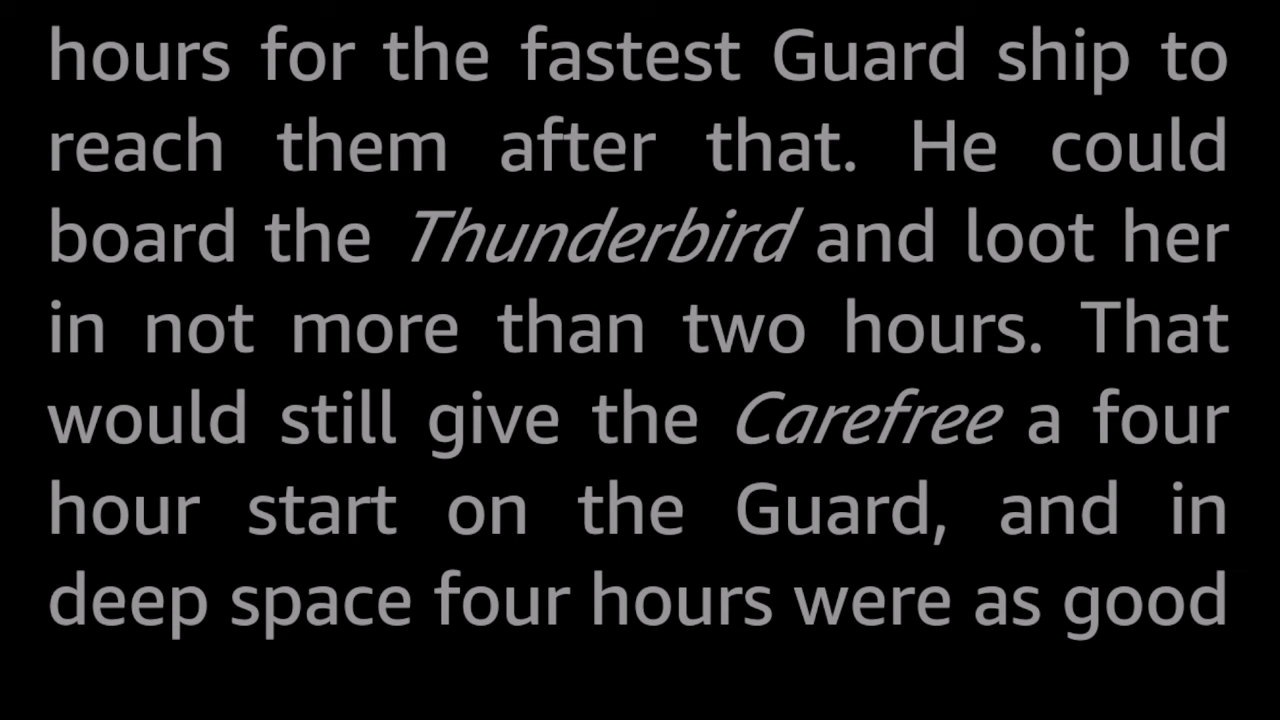 hours for the fastest Guard ship to
reach them after that. He could
board the Thunderbird and loot her
in not more than two hours. That
would still give the Carefree a four
hour start on the Guard, and in
deep space four hours were as good